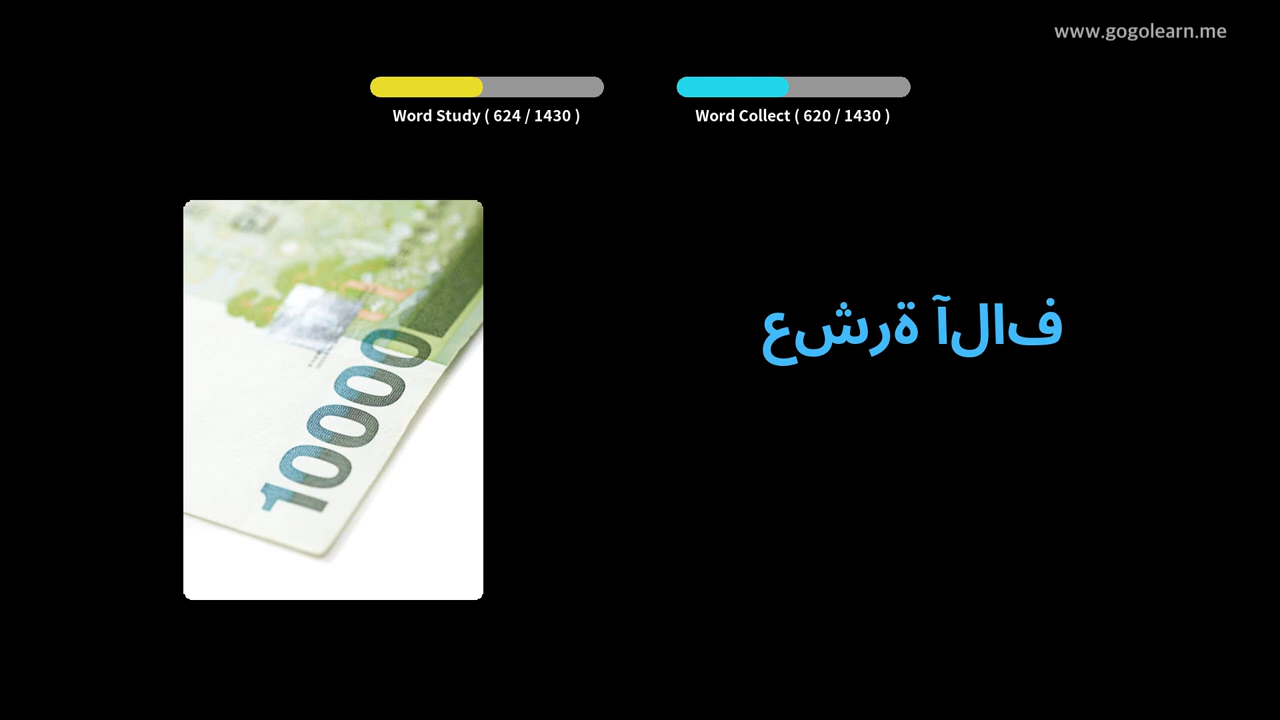 www.gogolearn.me
Word Study ( 624 / 1430 )
Word Collect ( 620 / 1430 )
فالآ ةرشع
10000